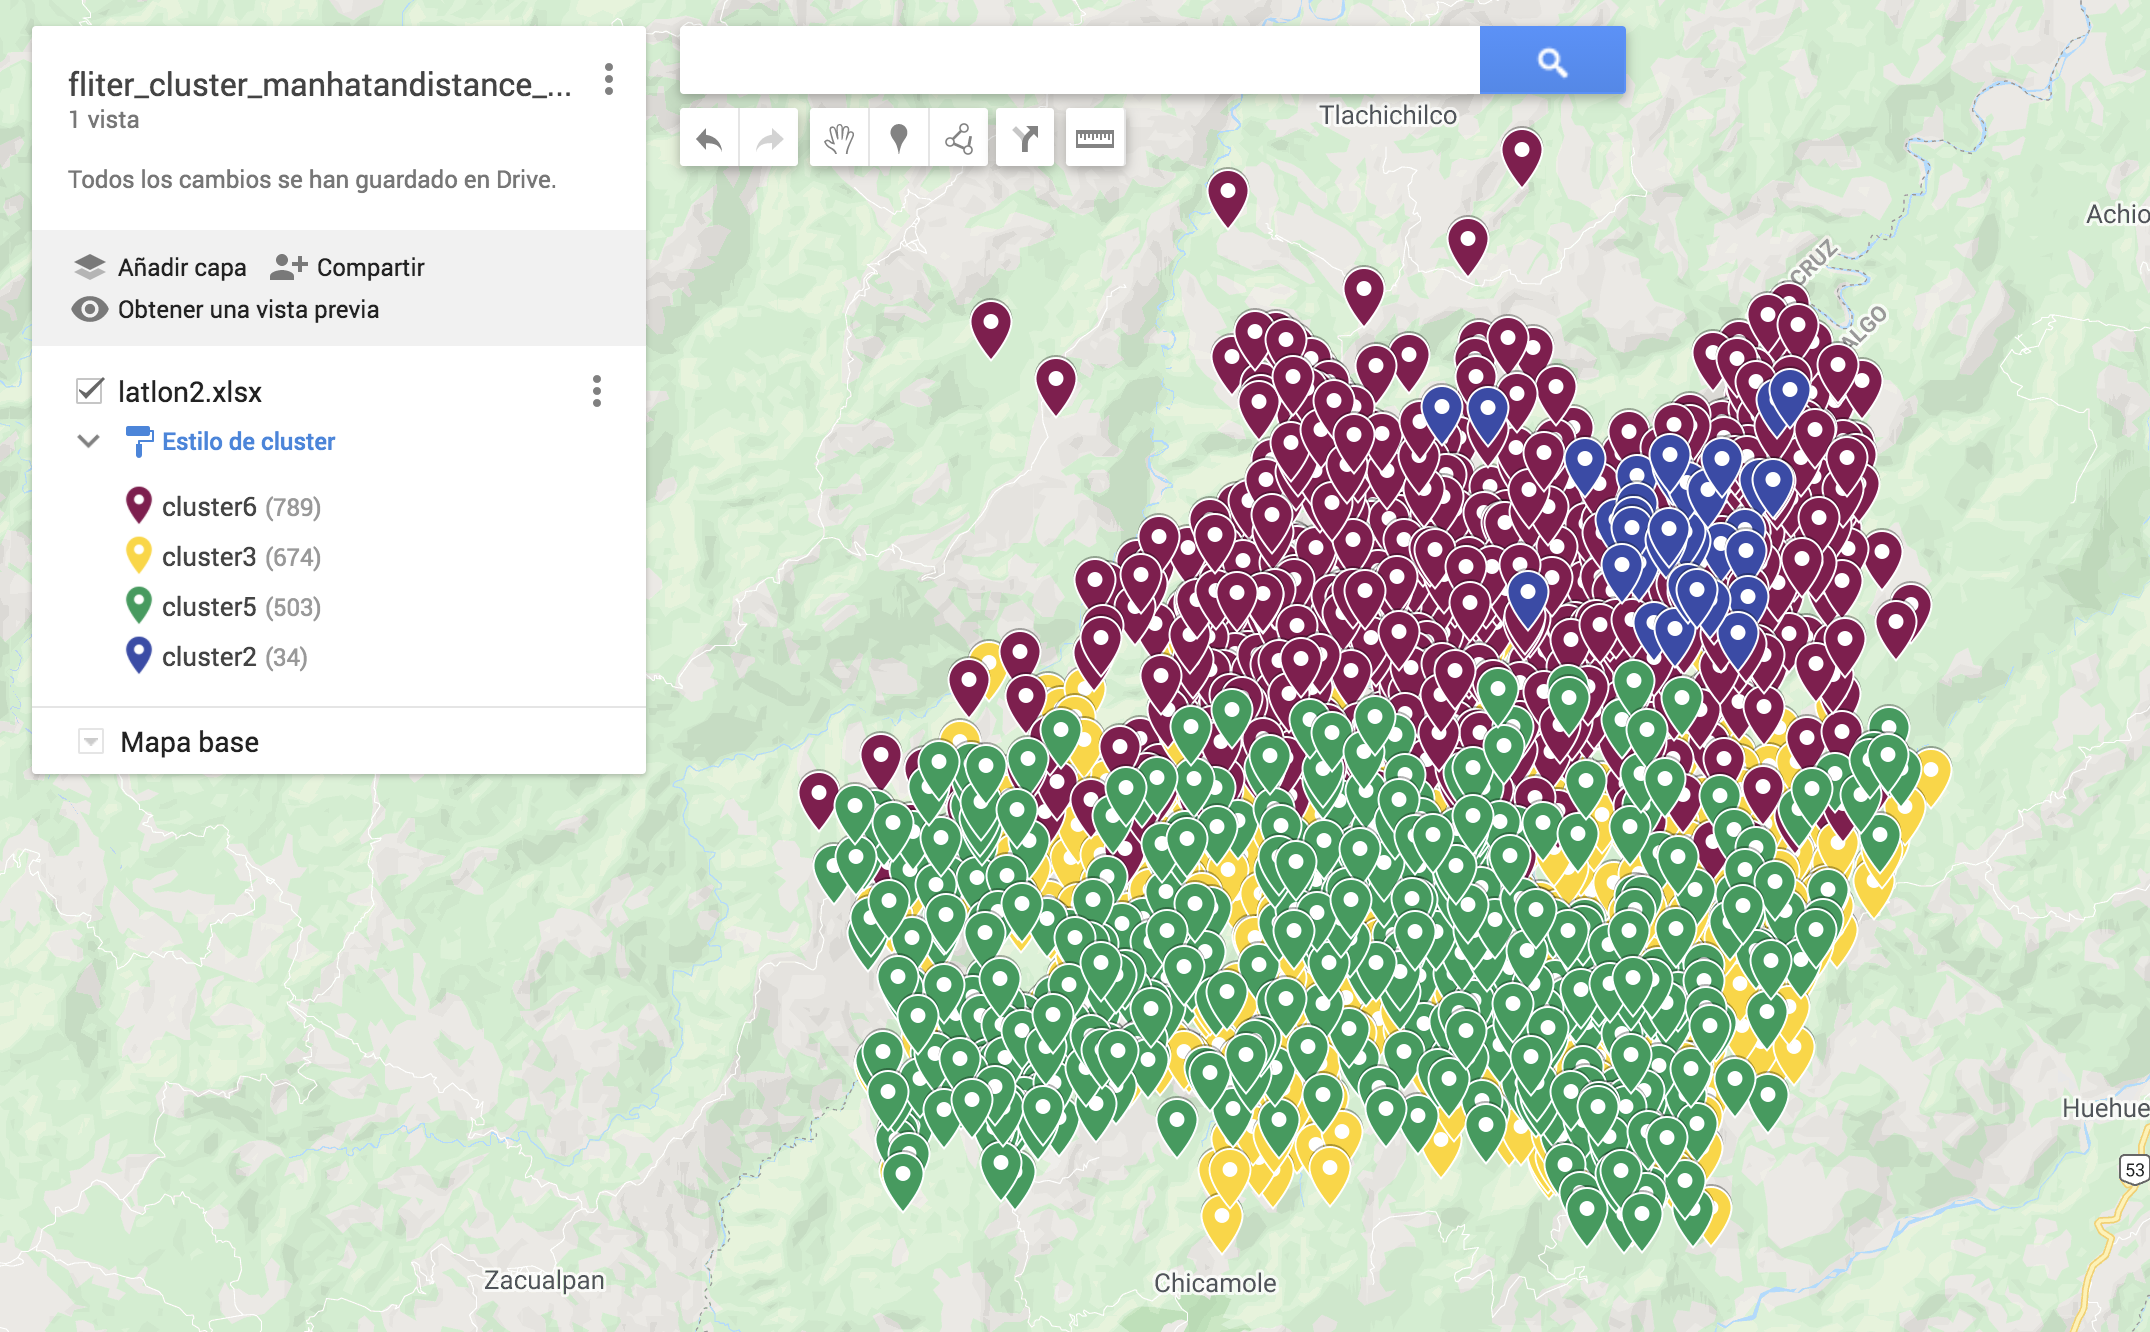 fliter_cluster_manhatandistance_...
1 vista
Todos los cambios se han guardado en Drive.
Añadir capa
Compartir
Obtener una vista previa
latlon2.xlsx
Estilo de cluster
cluster6 (789)
cluster3 (674)
cluster5 (503)
cluster2 (34)
Mapa base
Tlachichilco
Achio
CRUZ
ALGO
Huehue
53
Zacualpan
Chicamole